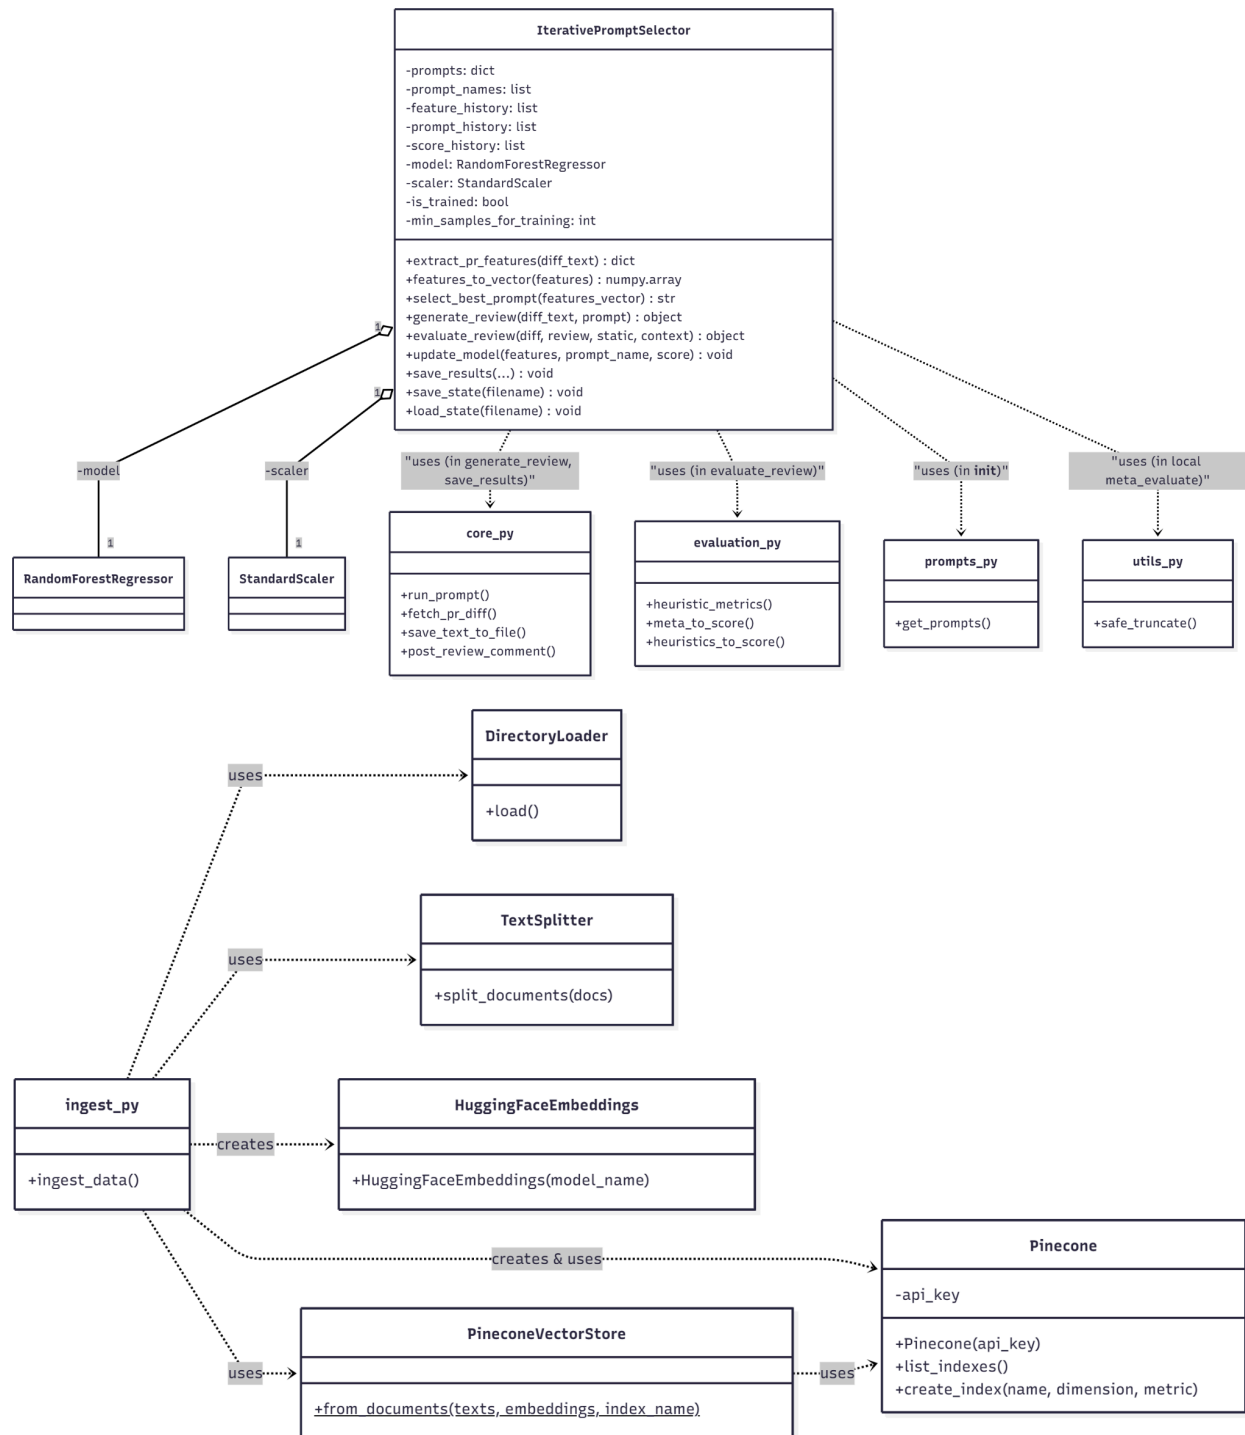 IterativePromptSelector
-prompts: dict
-prompt_names: list
-feature_history: list
-prompt_history: list
-score_history: list
-model: RandomForestRegressor
-scaler: StandardScaler
-is_trained: bool
-min_samples_for_training: int
+extract_pr_features(diff_text) : dict
+features_to_vector(features) : numpy.array
+select_best_prompt(features_vector) : str
+generate_review(diff_text, prompt) : object
+evaluate_review(diff, review, static, context) : object
+update_model(features, prompt_name, score) : void
+save_results(...) : void
+save_state(filename) : void
+load_state(filename) : void
1
1
-model
-scaler
"uses (in generate_review,
save_results)"
"uses (in evaluate_review)"
"uses (in init)"
"uses (in local
meta_evaluate)"
1
1
RandomForestRegressor
StandardScaler
core_py
+run_prompt()
+fetch_pr_diff()
+save_text_to_file()
+post_review_comment()
evaluation_py
+heuristic_metrics()
+meta_to_score()
+heuristics_to_score()
prompts_py
+get_prompts()
utils_py
+safe_truncate()
DirectoryLoader
+load()
uses
TextSplitter
+split_documents(docs)
uses
ingest_py
+ingest_data()
creates
HuggingFaceEmbeddings
+HuggingFaceEmbeddings(model_name)
creates & uses
Pinecone
-api_key
+Pinecone(api_key)
+list_indexes()
+create_index(name, dimension, metric)
uses
PineconeVectorStore
+from_documents(texts, embeddings, index_name)
uses